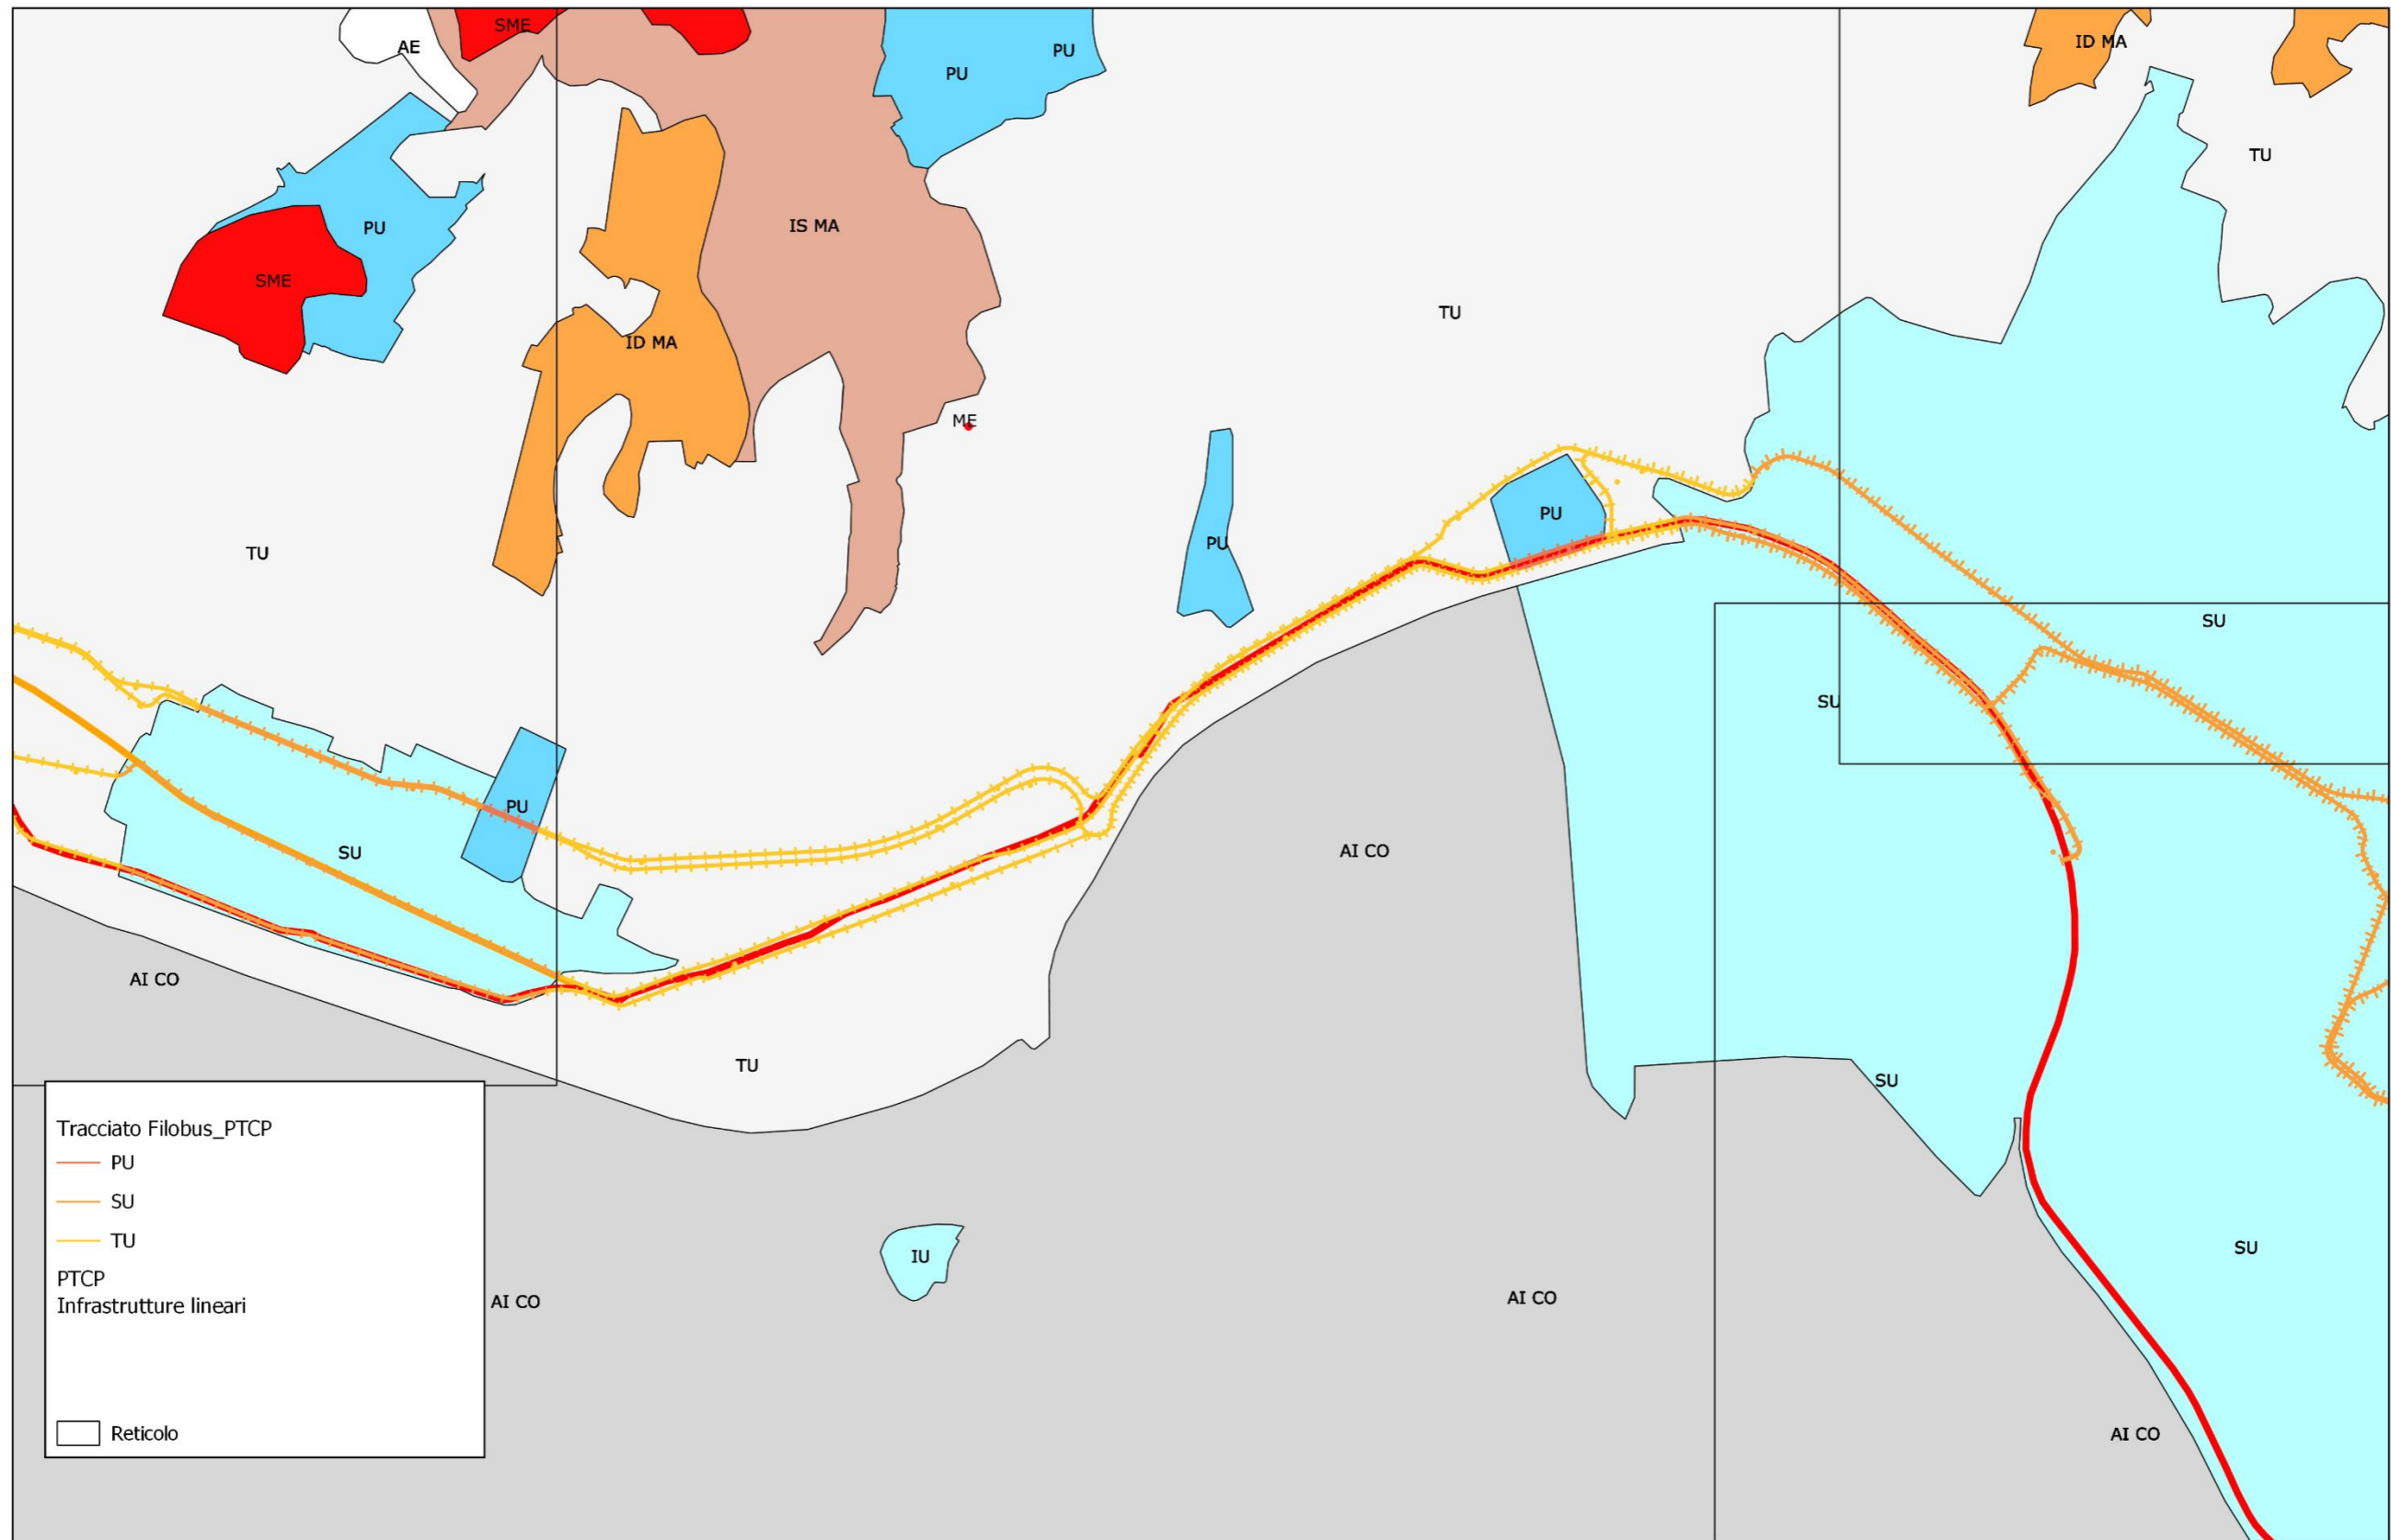 SME
AE
PU
PU
ID MA
TU
IS MA
PU
SME
TU
ID MA
ME
PU
PU
TU
SU
SU
PU
SU
AI CO
AI CO
TU
SU
IU
SU
AI CO
AI CO
AI CO
Tracciato Filobus_PTCP
PU
SU
TU
PTCP
Infrastrutture lineari
Reticolo